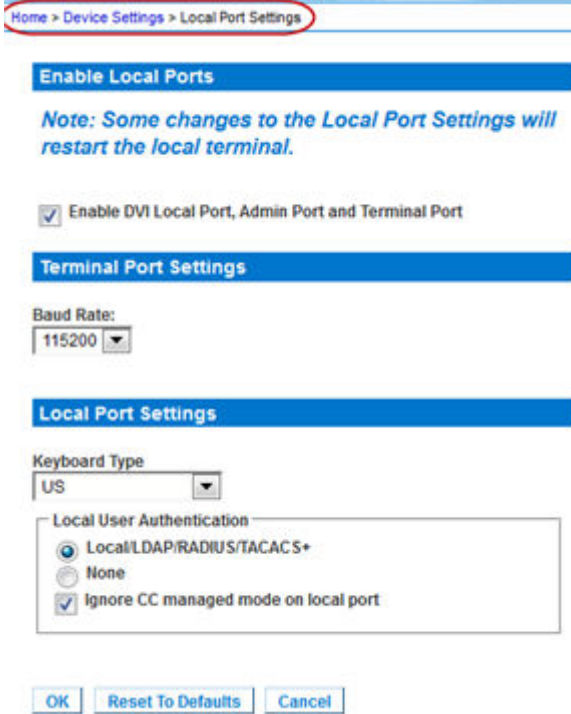 Home > Device Settings > Local Port Settings
Enable Local Ports
Note: Some changes to the Local Port Settings will
restart the local terminal.
Enable DVI Local Port, Admin Port and Terminal Port
Terminal Port Settings
Baud Rate:
115200
Local Port Settings
Keyboard Type
US
Local User Authentication
Local/LDAP/RADIUS/TACACS+
None
Ignore CC managed mode on local port
OK Reset To Defaults Cancel